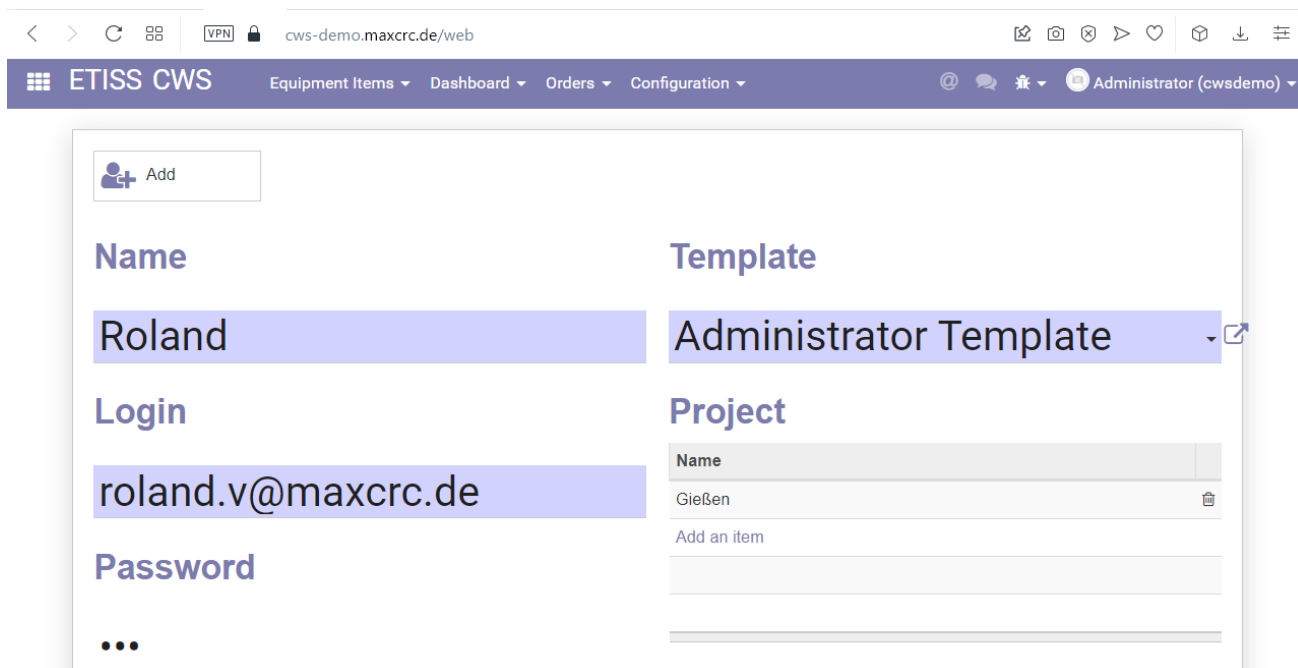 VPN cws-demo.maxcrc.de/web
ETISS CWS Equipment Items Dashboard Orders Configuration @ Administrator (cwsdemo)
Add
Name
Roland
Login
roland.v@maxcrc.de
Password
•••
Template
Administrator Template
Project
Name
Gießen
Add an item